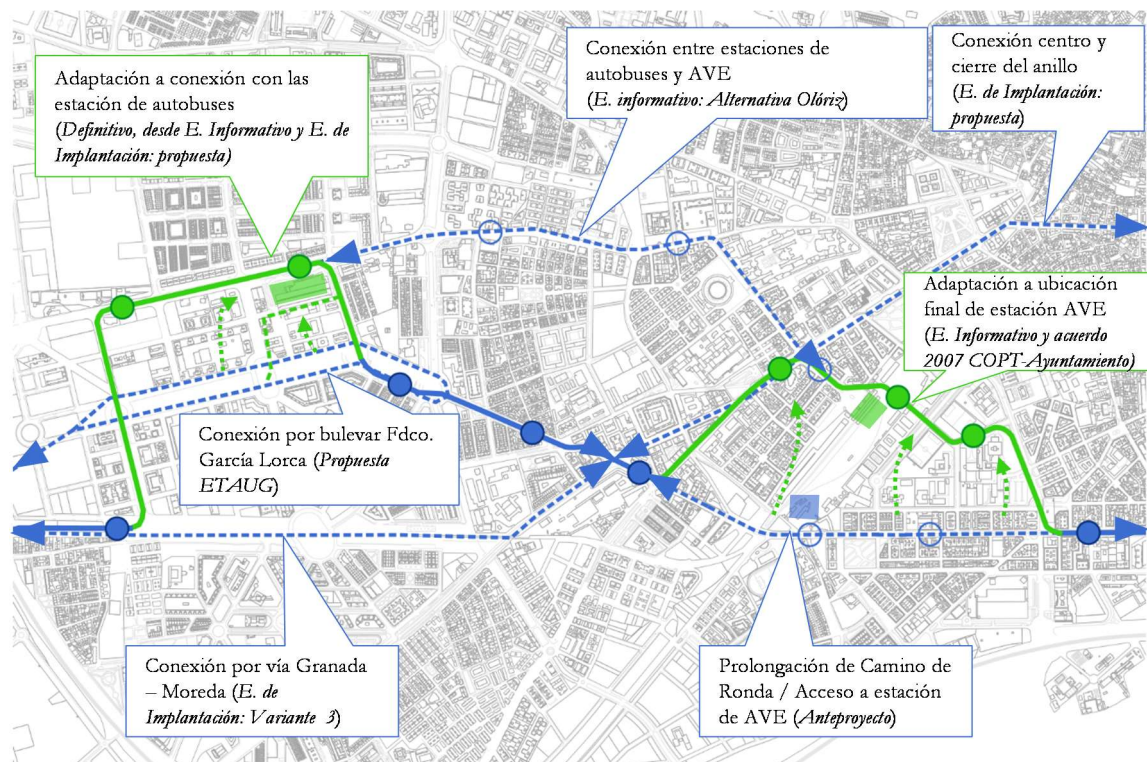 Adaptación a conexión con las
estación de autobuses
(Definitivo, desde E. Informativo y E. de
Implantación: propuesta)
Conexión entre estaciones de
autobuses y AVE
(E. informativo: Alternativa Olóriz)
Conexión centro y
cierre del anillo
(E. de Implantación:
propuesta)
Adaptación a ubicación
final de estación AVE
(E. Informativo y acuerdo
2007 COPT-Ayuntamiento)
Conexión por bulevar Fdco.
García Lorca (Propuesta
ETAUG)
Conexión por vía Granada
– Moreda (E. de
Implantación: Variante 3)
Prolongación de Camino de
Ronda / Acceso a estación
de AVE (Anteproyecto)